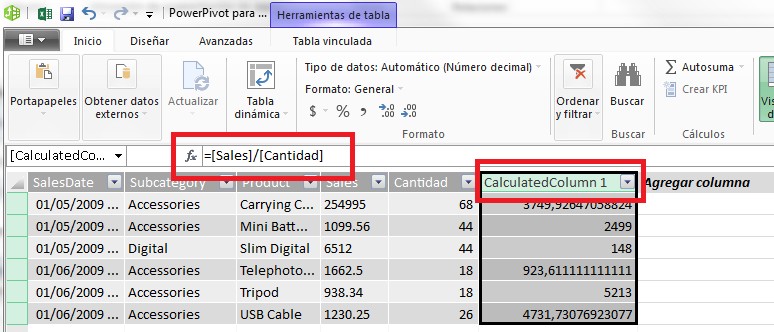 PowerPivot para ... Herramientas de tabla
Inicio Diseñar Avanzadas Tabla vinculada
Portapapeles
Obtener datos externos
Actualizar
Tabla dinámica
Tipo de datos: Automático (Número decimal)
Formato: General
$ % , ,00 ,0
Formato
Ordenar y filtrar
Buscar
Buscar
Σ Autosuma
Crear KPI
Cálculos
[CalculatedCo... fx =[Sales]/[Cantidad]
SalesDate Subcategory Product Sales Cantidad CalculatedColumn 1 Agregar columna
01/05/2009 ... Accessories Carrying C... 254995 68 3749,92647058824
01/05/2009 ... Accessories Mini Batt... 1099.56 44 2499
01/05/2009 ... Digital Slim Digital 6512 44 148
01/06/2009 ... Accessories Telephoto... 1662.5 18 923,611111111111
01/06/2009 ... Accessories Tripod 938.34 18 5213
01/06/2009 ... Accessories USB Cable 1230.25 26 4731,73076923077